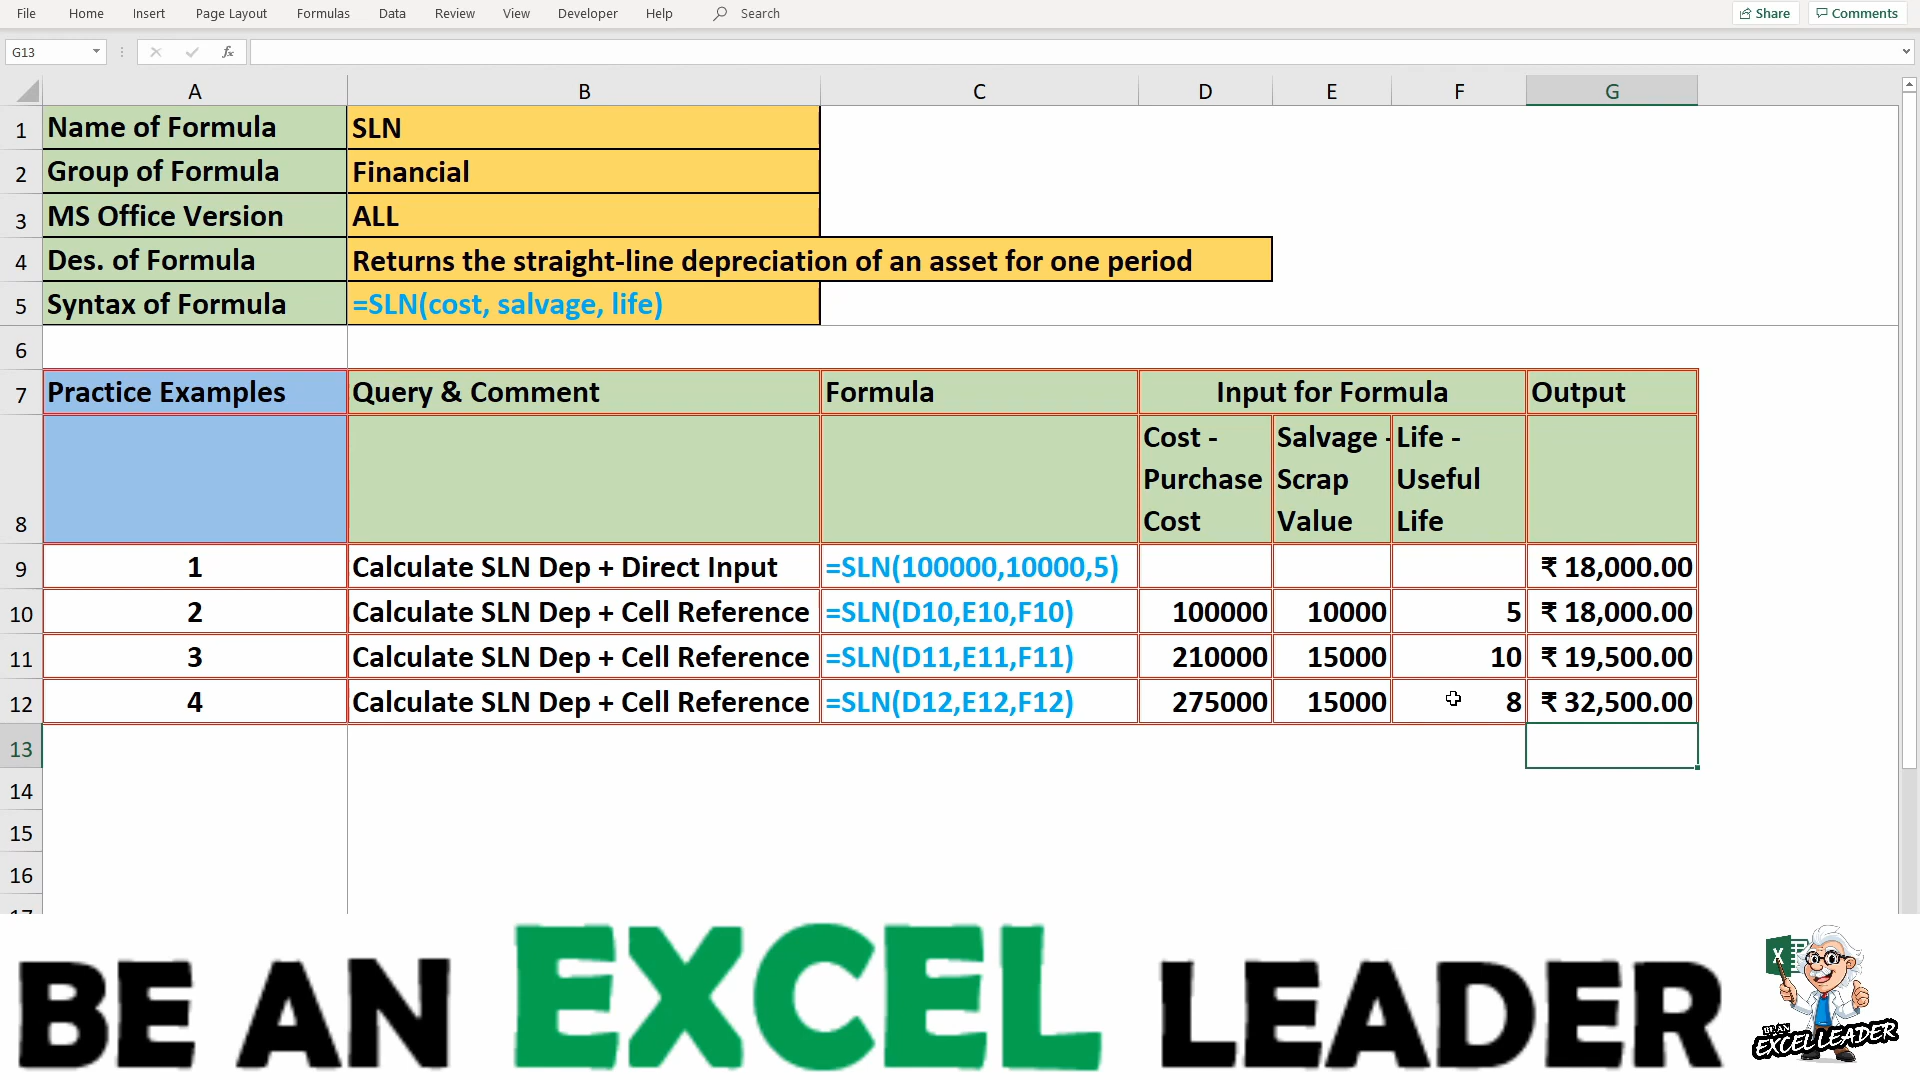 File Home Insert Page Layout Formulas Data Review View Developer Help Search Share Comments
G13 fx
A B C D E F G
1 Name of Formula SLN
2 Group of Formula Financial
3 MS Office Version ALL
4 Des. of Formula Returns the straight-line depreciation of an asset for one period
5 Syntax of Formula =SLN(cost, salvage, life)
6
7 Practice Examples Query & Comment Formula Input for Formula Output
Cost - Salvage - Life -
Purchase Scrap Useful
8 Cost Value Life
9 1 Calculate SLN Dep + Direct Input =SLN(100000,10000,5) ₹ 18,000.00
10 2 Calculate SLN Dep + Cell Reference =SLN(D10,E10,F10) 100000 10000 5 ₹ 18,000.00
11 3 Calculate SLN Dep + Cell Reference =SLN(D11,E11,F11) 210000 15000 10 ₹ 19,500.00
12 4 Calculate SLN Dep + Cell Reference =SLN(D12,E12,F12) 275000 15000 8 ₹ 32,500.00
13
14
15
16
17
BE AN EXCEL LEADER
X
BE AN
EXCEL LEADER